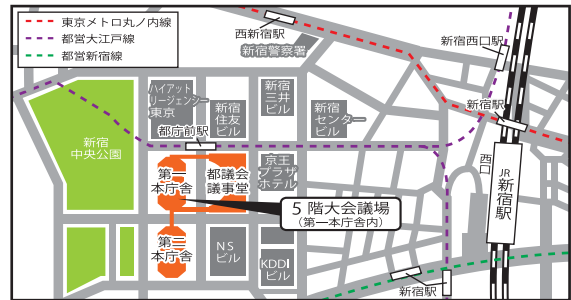 東京メトロ丸ノ内線
都営大江戸線
都営新宿線
西新宿駅
新宿警察署
新宿西口駅
ハイアット
リージェンシー
東京
新宿
住友
ビル
新宿
三井
ビル
新宿
センター
ビル
新宿駅
新宿
中央公園
都庁前駅
第一
本庁舎
都議会
議事堂
京王
プラザ
ホテル
西口
JR
新宿駅
5階大会議場
(第一本庁舎内)
第二
本庁舎
NS
ビル
KDDI
ビル
新宿駅